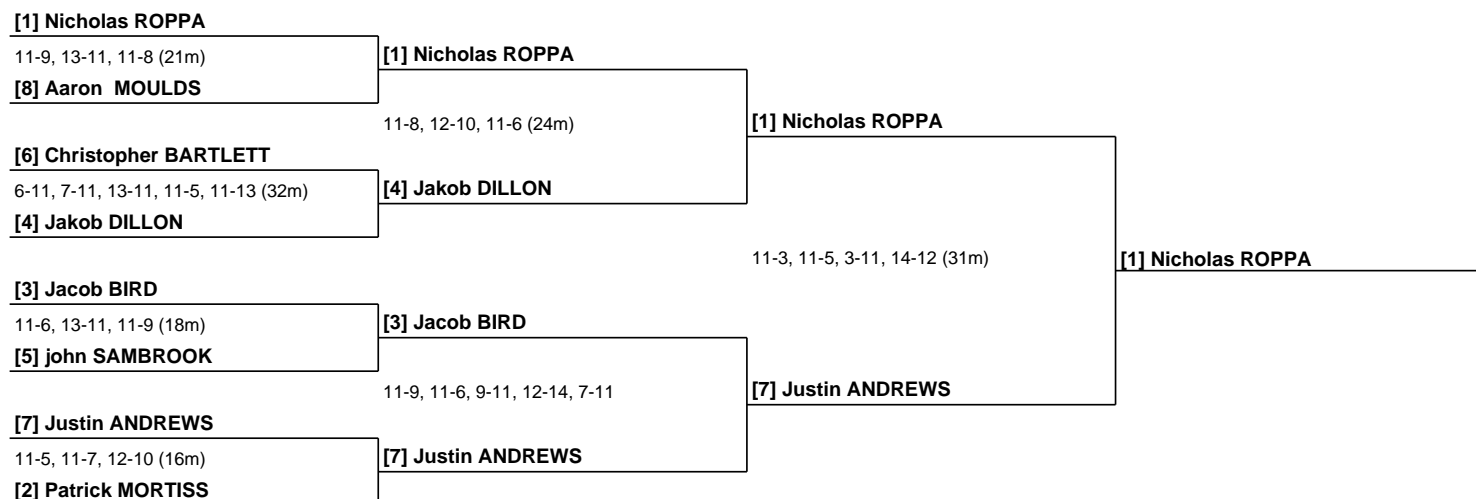 [1] Nicholas ROPPA
11-9, 13-11, 11-8 (21m)
[8] Aaron  MOULDS
[6] Christopher BARTLETT
6-11, 7-11, 13-11, 11-5, 11-13 (32m)
[4] Jakob DILLON
[3] Jacob BIRD
11-6, 13-11, 11-9 (18m)
[5] john SAMBROOK
[7] Justin ANDREWS
11-5, 11-7, 12-10 (16m)
[2] Patrick MORTISS
[1] Nicholas ROPPA
11-8, 12-10, 11-6 (24m)
[4] Jakob DILLON
[3] Jacob BIRD
11-9, 11-6, 9-11, 12-14, 7-11
[7] Justin ANDREWS
[1] Nicholas ROPPA
11-3, 11-5, 3-11, 14-12 (31m)
[7] Justin ANDREWS
[1] Nicholas ROPPA